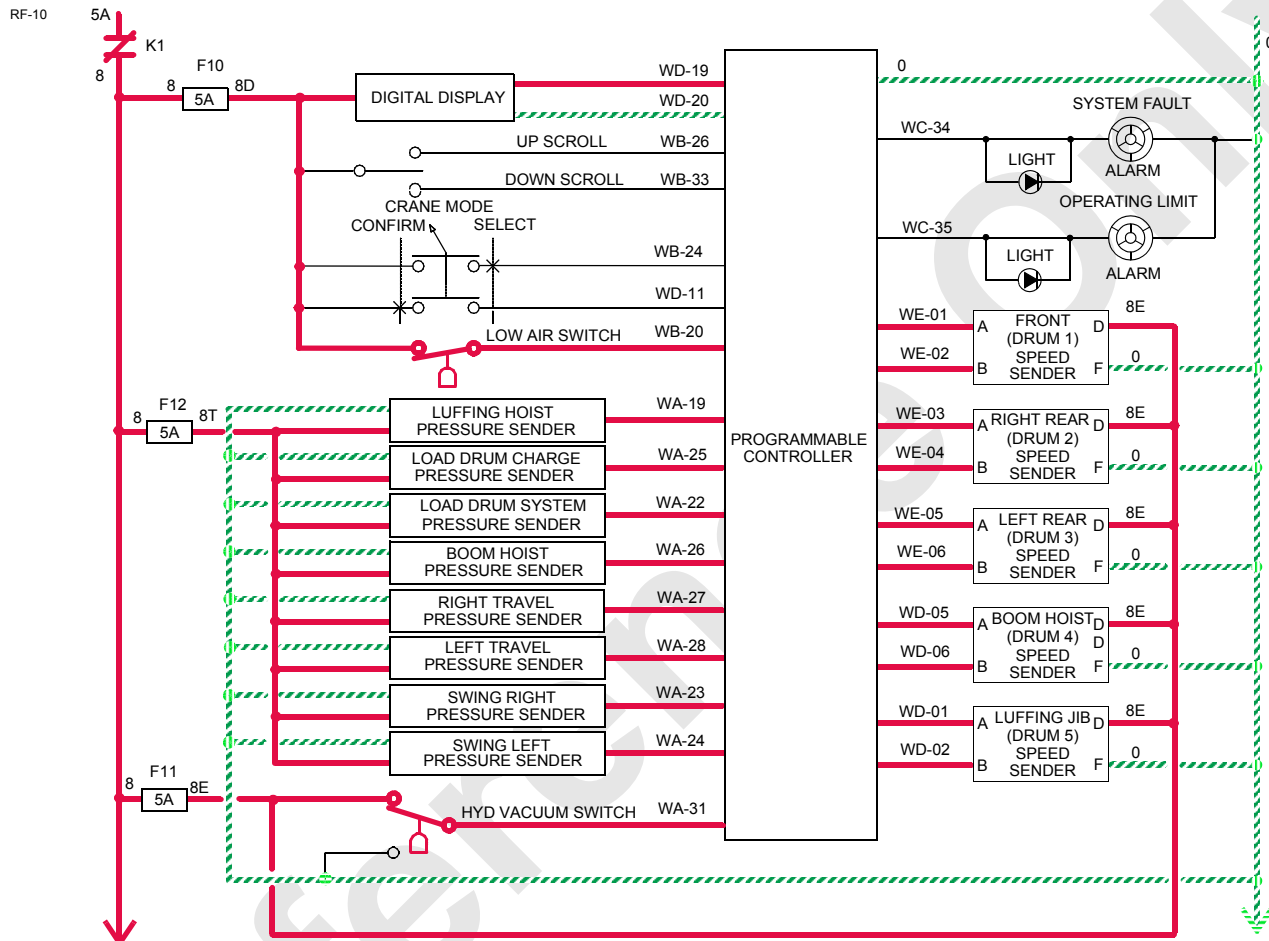 RF-10
5A
K1
8
F10
8
5A
8D
DIGITAL DISPLAY
WD-19
WD-20
UP SCROLL
WB-26
DOWN SCROLL
WB-33
CRANE MODE
CONFIRM
SELECT
WB-24
WD-11
LOW AIR SWITCH
WB-20
F12
8
5A
8T
LUFFING HOIST
PRESSURE SENDER
WA-19
LOAD DRUM CHARGE
PRESSURE SENDER
WA-25
LOAD DRUM SYSTEM
PRESSURE SENDER
WA-22
BOOM HOIST
PRESSURE SENDER
WA-26
RIGHT TRAVEL
PRESSURE SENDER
WA-27
LEFT TRAVEL
PRESSURE SENDER
WA-28
SWING RIGHT
PRESSURE SENDER
WA-23
SWING LEFT
PRESSURE SENDER
WA-24
F11
8
5A
8E
HYD VACUUM SWITCH
WA-31
PROGRAMMABLE
CONTROLLER
0
0
SYSTEM FAULT
WC-34
LIGHT
ALARM
OPERATING LIMIT
WC-35
LIGHT
ALARM
WE-01
WE-02
A
B
FRONT
(DRUM 1)
SPEED
SENDER
D
F
8E
0
WE-03
WE-04
A
B
RIGHT REAR
(DRUM 2)
SPEED
SENDER
D
F
8E
0
WE-05
WE-06
A
B
LEFT REAR
(DRUM 3)
SPEED
SENDER
D
F
8E
0
WD-05
WD-06
A
B
BOOM HOIST
(DRUM 4)
SPEED
SENDER
D
D
F
8E
0
WD-01
WD-02
A
B
LUFFING JIB
(DRUM 5)
SPEED
SENDER
D
F
8E
0